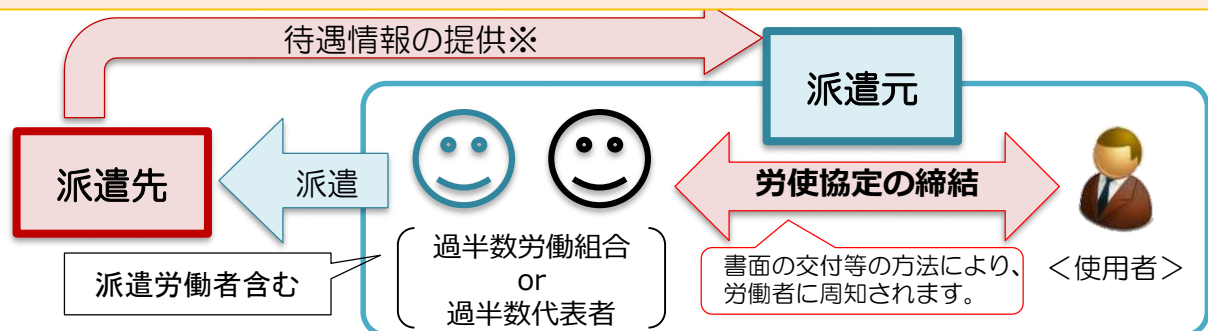 待遇情報の提供※
派遣元
派遣先
派遣
労使協定の締結
過半数労働組合
or
過半数代表者
派遣労働者含む
書面の交付等の方法により、
労働者に周知されます。
＜使用者＞